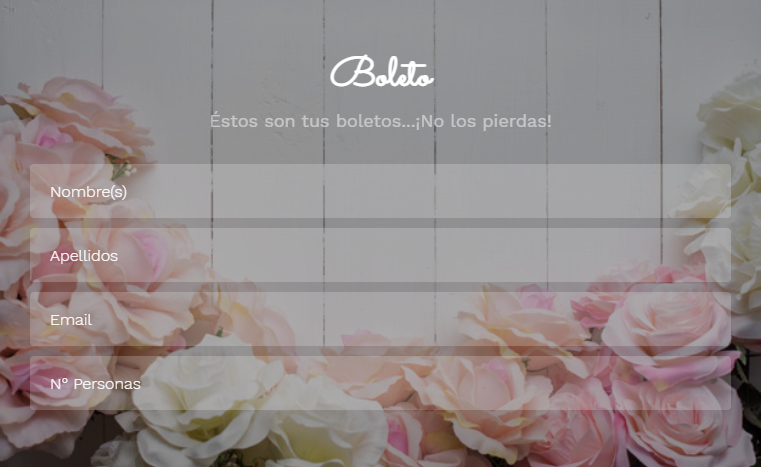 Boleto
Éstos son tus boletos...¡No los pierdas!
Nombre(s)
Apellidos
Email
N° Personas